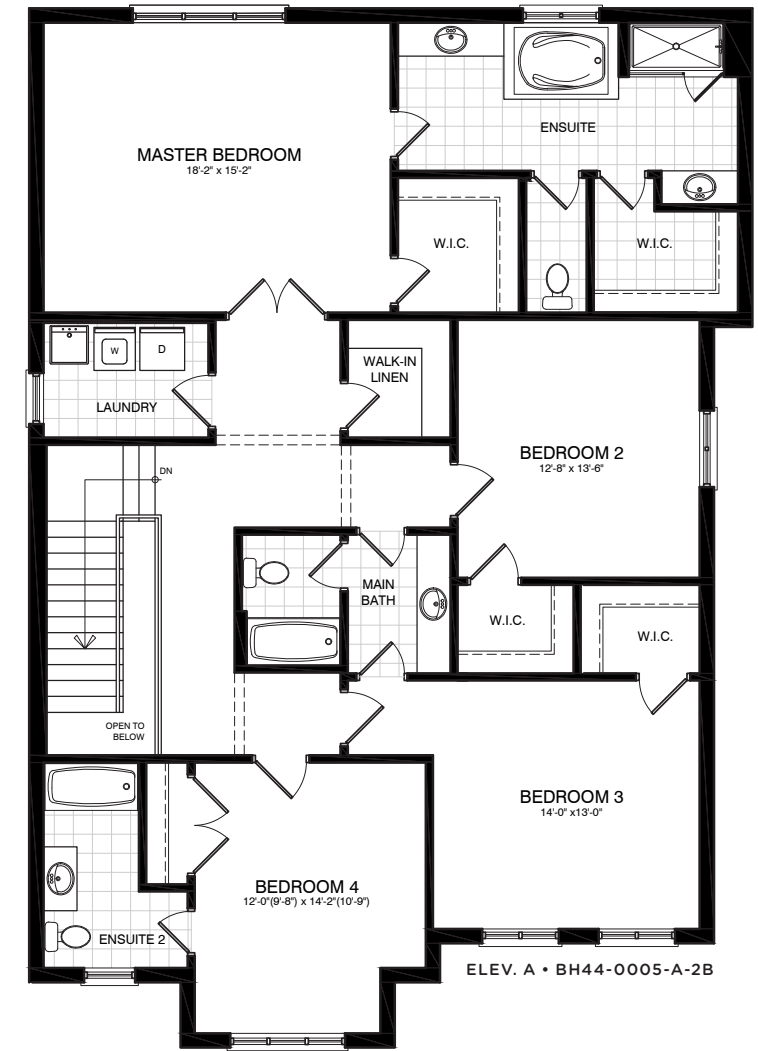 ENSUITE
MASTER BEDROOM
18'-2" x 15'-2"
W.I.C.
W.I.C.
W
D
WALK-IN
LINEN
LAUNDRY
BEDROOM 2
12'-8" x 13'-6"
DN
MAIN
BATH
W.I.C.
W.I.C.
OPEN TO
BELOW
BEDROOM 3
14'-0" x13'-0"
BEDROOM 4
12'-0"(9'-8") x 14'-2"(10'-9")
ENSUITE 2
ELEV. A • BH44-0005-A-2B